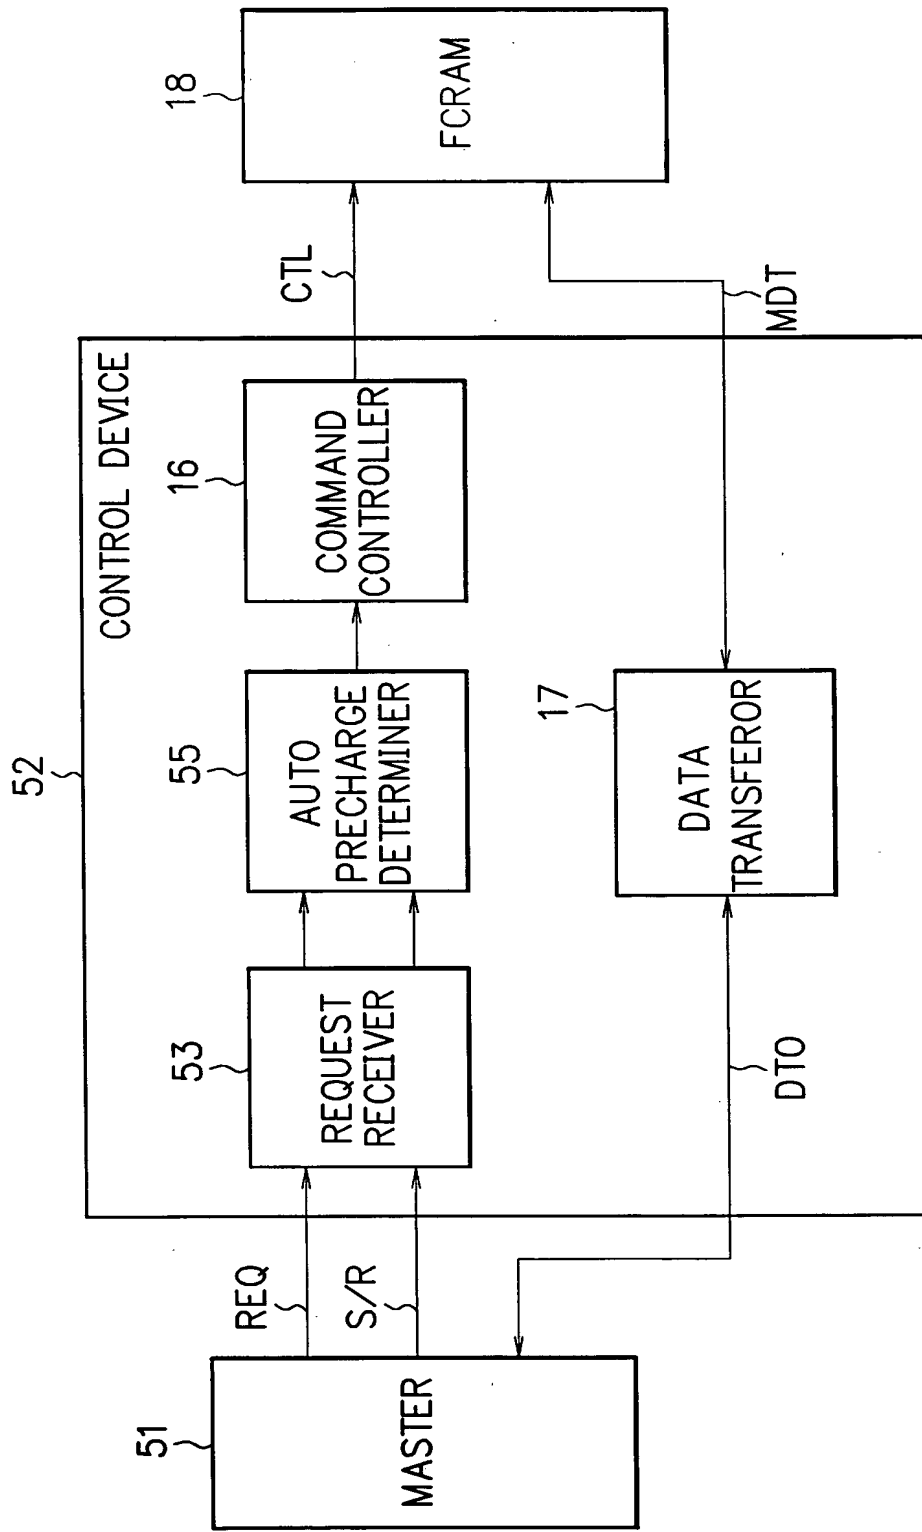 52
CONTROL DEVICE
51
MASTER
REQ
S/R
53
REQUEST
RECEIVER
55
AUTO
PRECHARGE
DETERMINER
16
COMMAND
CONTROLLER
CTL
18
FCRAM
17
DATA
TRANSFEROR
DTO
MDT